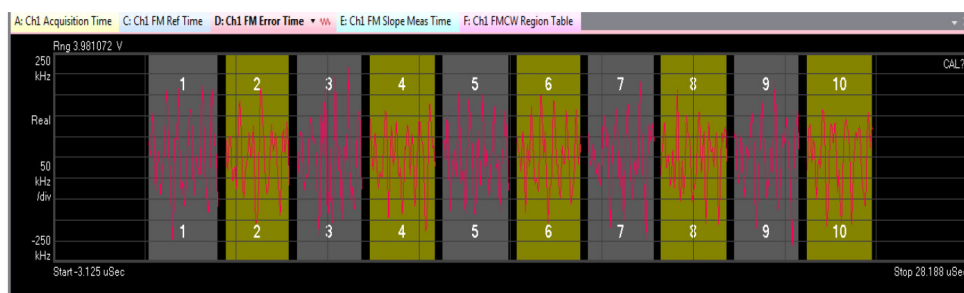 A: Ch1 Acquisition Time C: Ch1 FM Ref Time D: Ch1 FM Error Time E: Ch1 FM Slope Meas Time F: Ch1 FMCW Region Table
Rng 3.981072 V
250
kHz
CAL?
1 2 3 4 5 6 7 8 9 10
Real
50
kHz
/div
1 2 3 4 5 6 7 8 9 10
-250
kHz
Start -3.125 uSec Stop 28.188 uSec